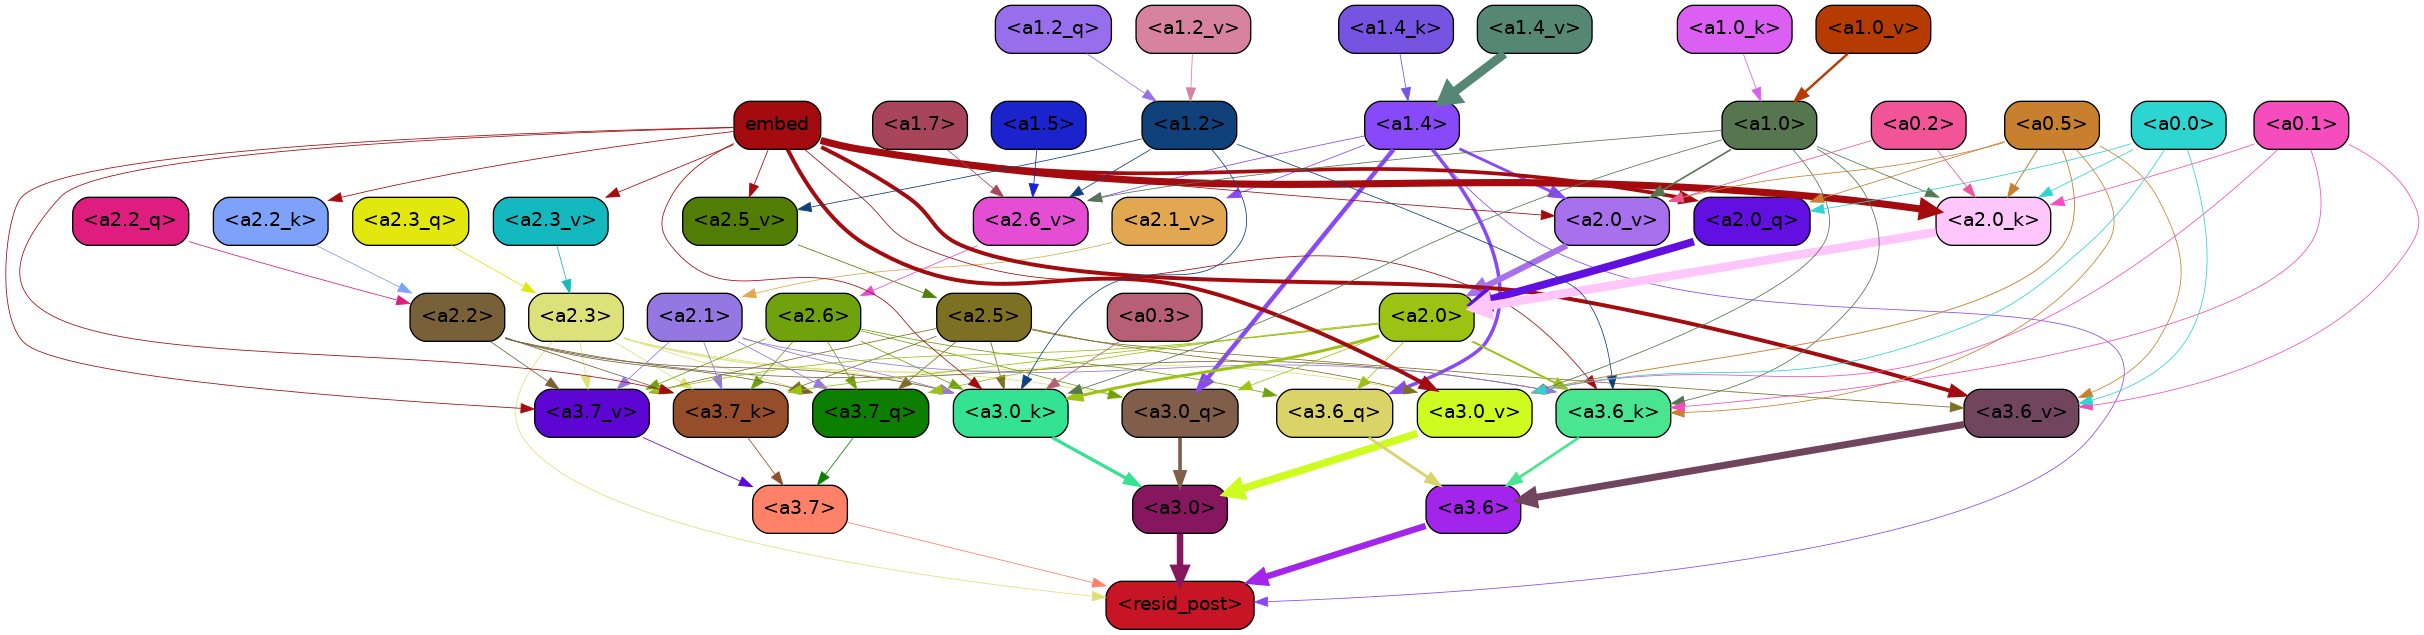 <a1.2_q> <a1.2_v> <a1.4_k> <a1.4_v> <a1.0_k> <a1.0_v>
embed <a1.7> <a1.5> <a1.2> <a1.4> <a1.0> <a0.2> <a0.5> <a0.0> <a0.1>
<a2.2_q> <a2.2_k> <a2.3_q> <a2.3_v> <a2.5_v> <a2.6_v> <a2.1_v> <a2.0_v> <a2.0_q> <a2.0_k>
<a2.2> <a2.3> <a2.1> <a2.6> <a2.5> <a0.3> <a2.0>
<a3.7_v> <a3.7_k> <a3.7_q> <a3.0_k> <a3.0_q> <a3.6_q> <a3.0_v> <a3.6_k> <a3.6_v>
<a3.7> <a3.0> <a3.6>
<resid_post>